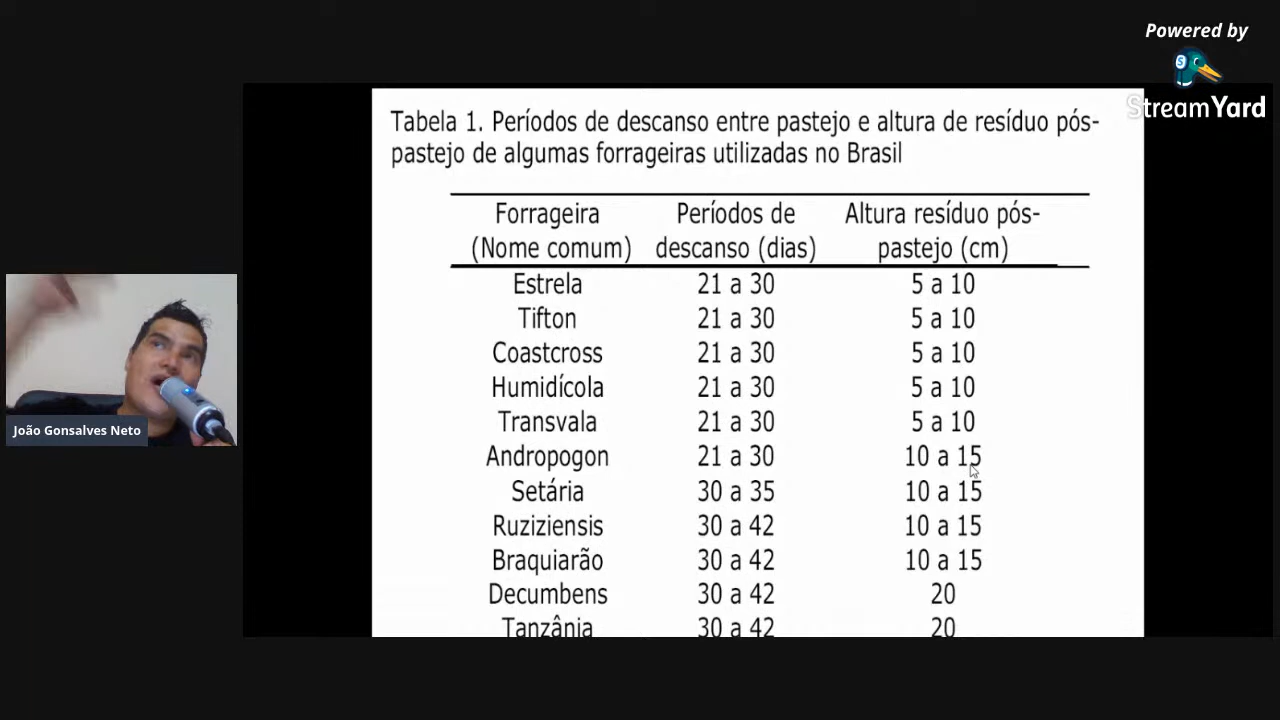 Powered by
StreamYard
Tabela 1. Períodos de descanso entre pastejo e altura de resíduo pós-
pastejo de algumas forrageiras utilizadas no Brasil
Forrageira Períodos de Altura resíduo pós-
(Nome comum) descanso (dias) pastejo (cm)
Estrela 21 a 30 5 a 10
Tifton 21 a 30 5 a 10
Coastcross 21 a 30 5 a 10
Humidícola 21 a 30 5 a 10
Transvala 21 a 30 5 a 10
Andropogon 21 a 30 10 a 15
Setária 30 a 35 10 a 15
Ruziziensis 30 a 42 10 a 15
Braquiarão 30 a 42 10 a 15
Decumbens 30 a 42 20
Tanzânia 30 a 42 20
João Gonsalves Neto